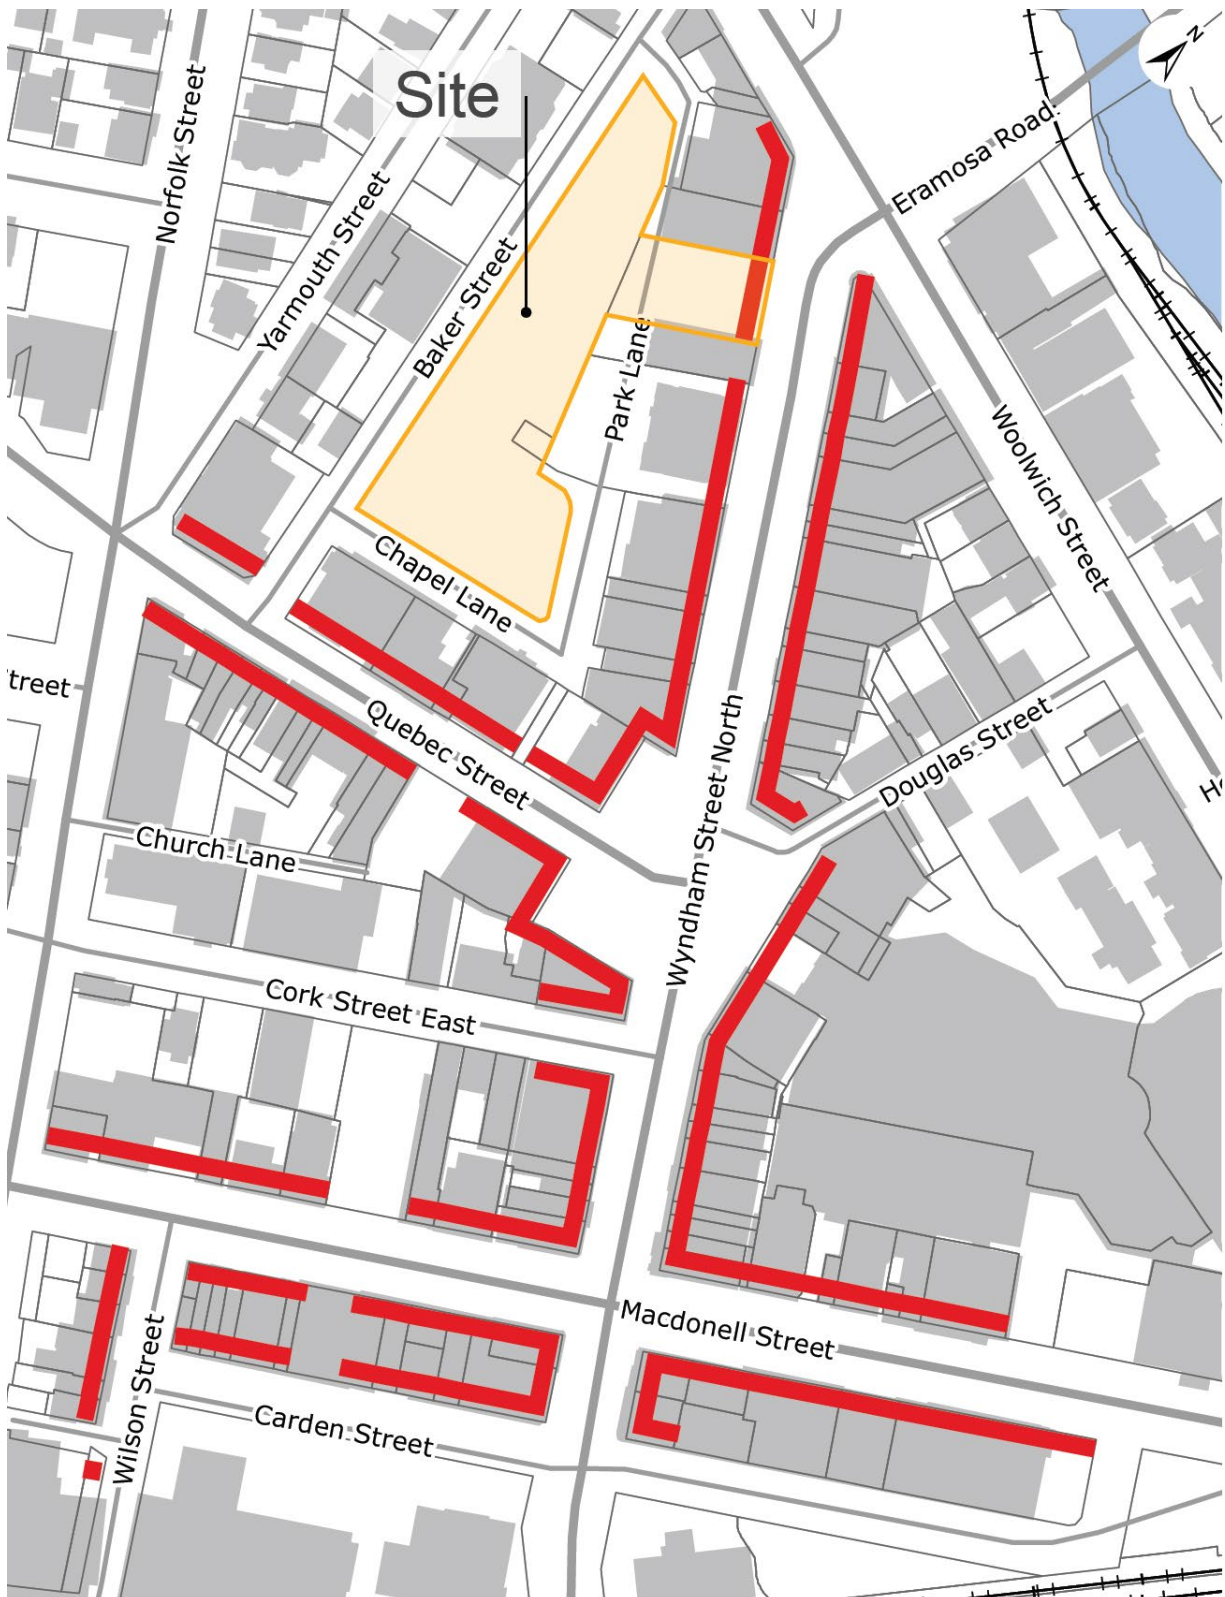 Site
N
Norfolk Street
Yarmouth Street
Baker Street
Park Lane
Eramosa Road
Woolwich Street
Chapel Lane
Quebec Street
Wyndham Street North
Douglas Street
treet
Church Lane
Cork Street East
Macdonell Street
Wilson Street
Carden Street